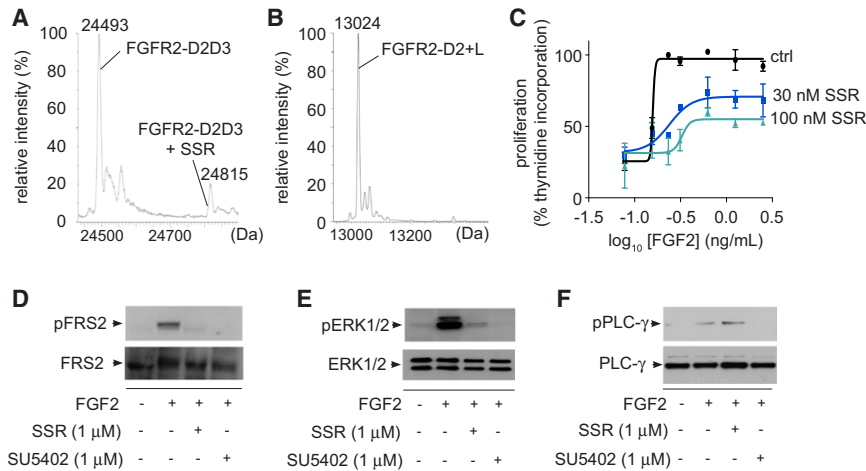 A
24493
FGFR2-D2D3
FGFR2-D2D3
+ SSR
24815
relative intensity (%)
100
80
60
40
20
0
24500 24700 (Da)
B
13024
FGFR2-D2+L
relative intensity (%)
100
80
60
40
20
0
13000 13200 (Da)
C
proliferation
(% thymidine incorporation)
100
50
0
ctrl
30 nM SSR
100 nM SSR
-1.5 -1.0 -0.5 0.0 0.5
log10 [FGF2] (ng/mL)
D
pFRS2
FRS2
FGF2 - + + +
SSR (1 μM) - - + -
SU5402 (1 μM) - - - +
E
pERK1/2
ERK1/2
FGF2 - + + +
SSR (1 μM) - - + -
SU5402 (1 μM) - - - +
F
pPLC-γ
PLC-γ
FGF2 - + + +
SSR (1 μM) - - + -
SU5402 (1 μM) - - - +